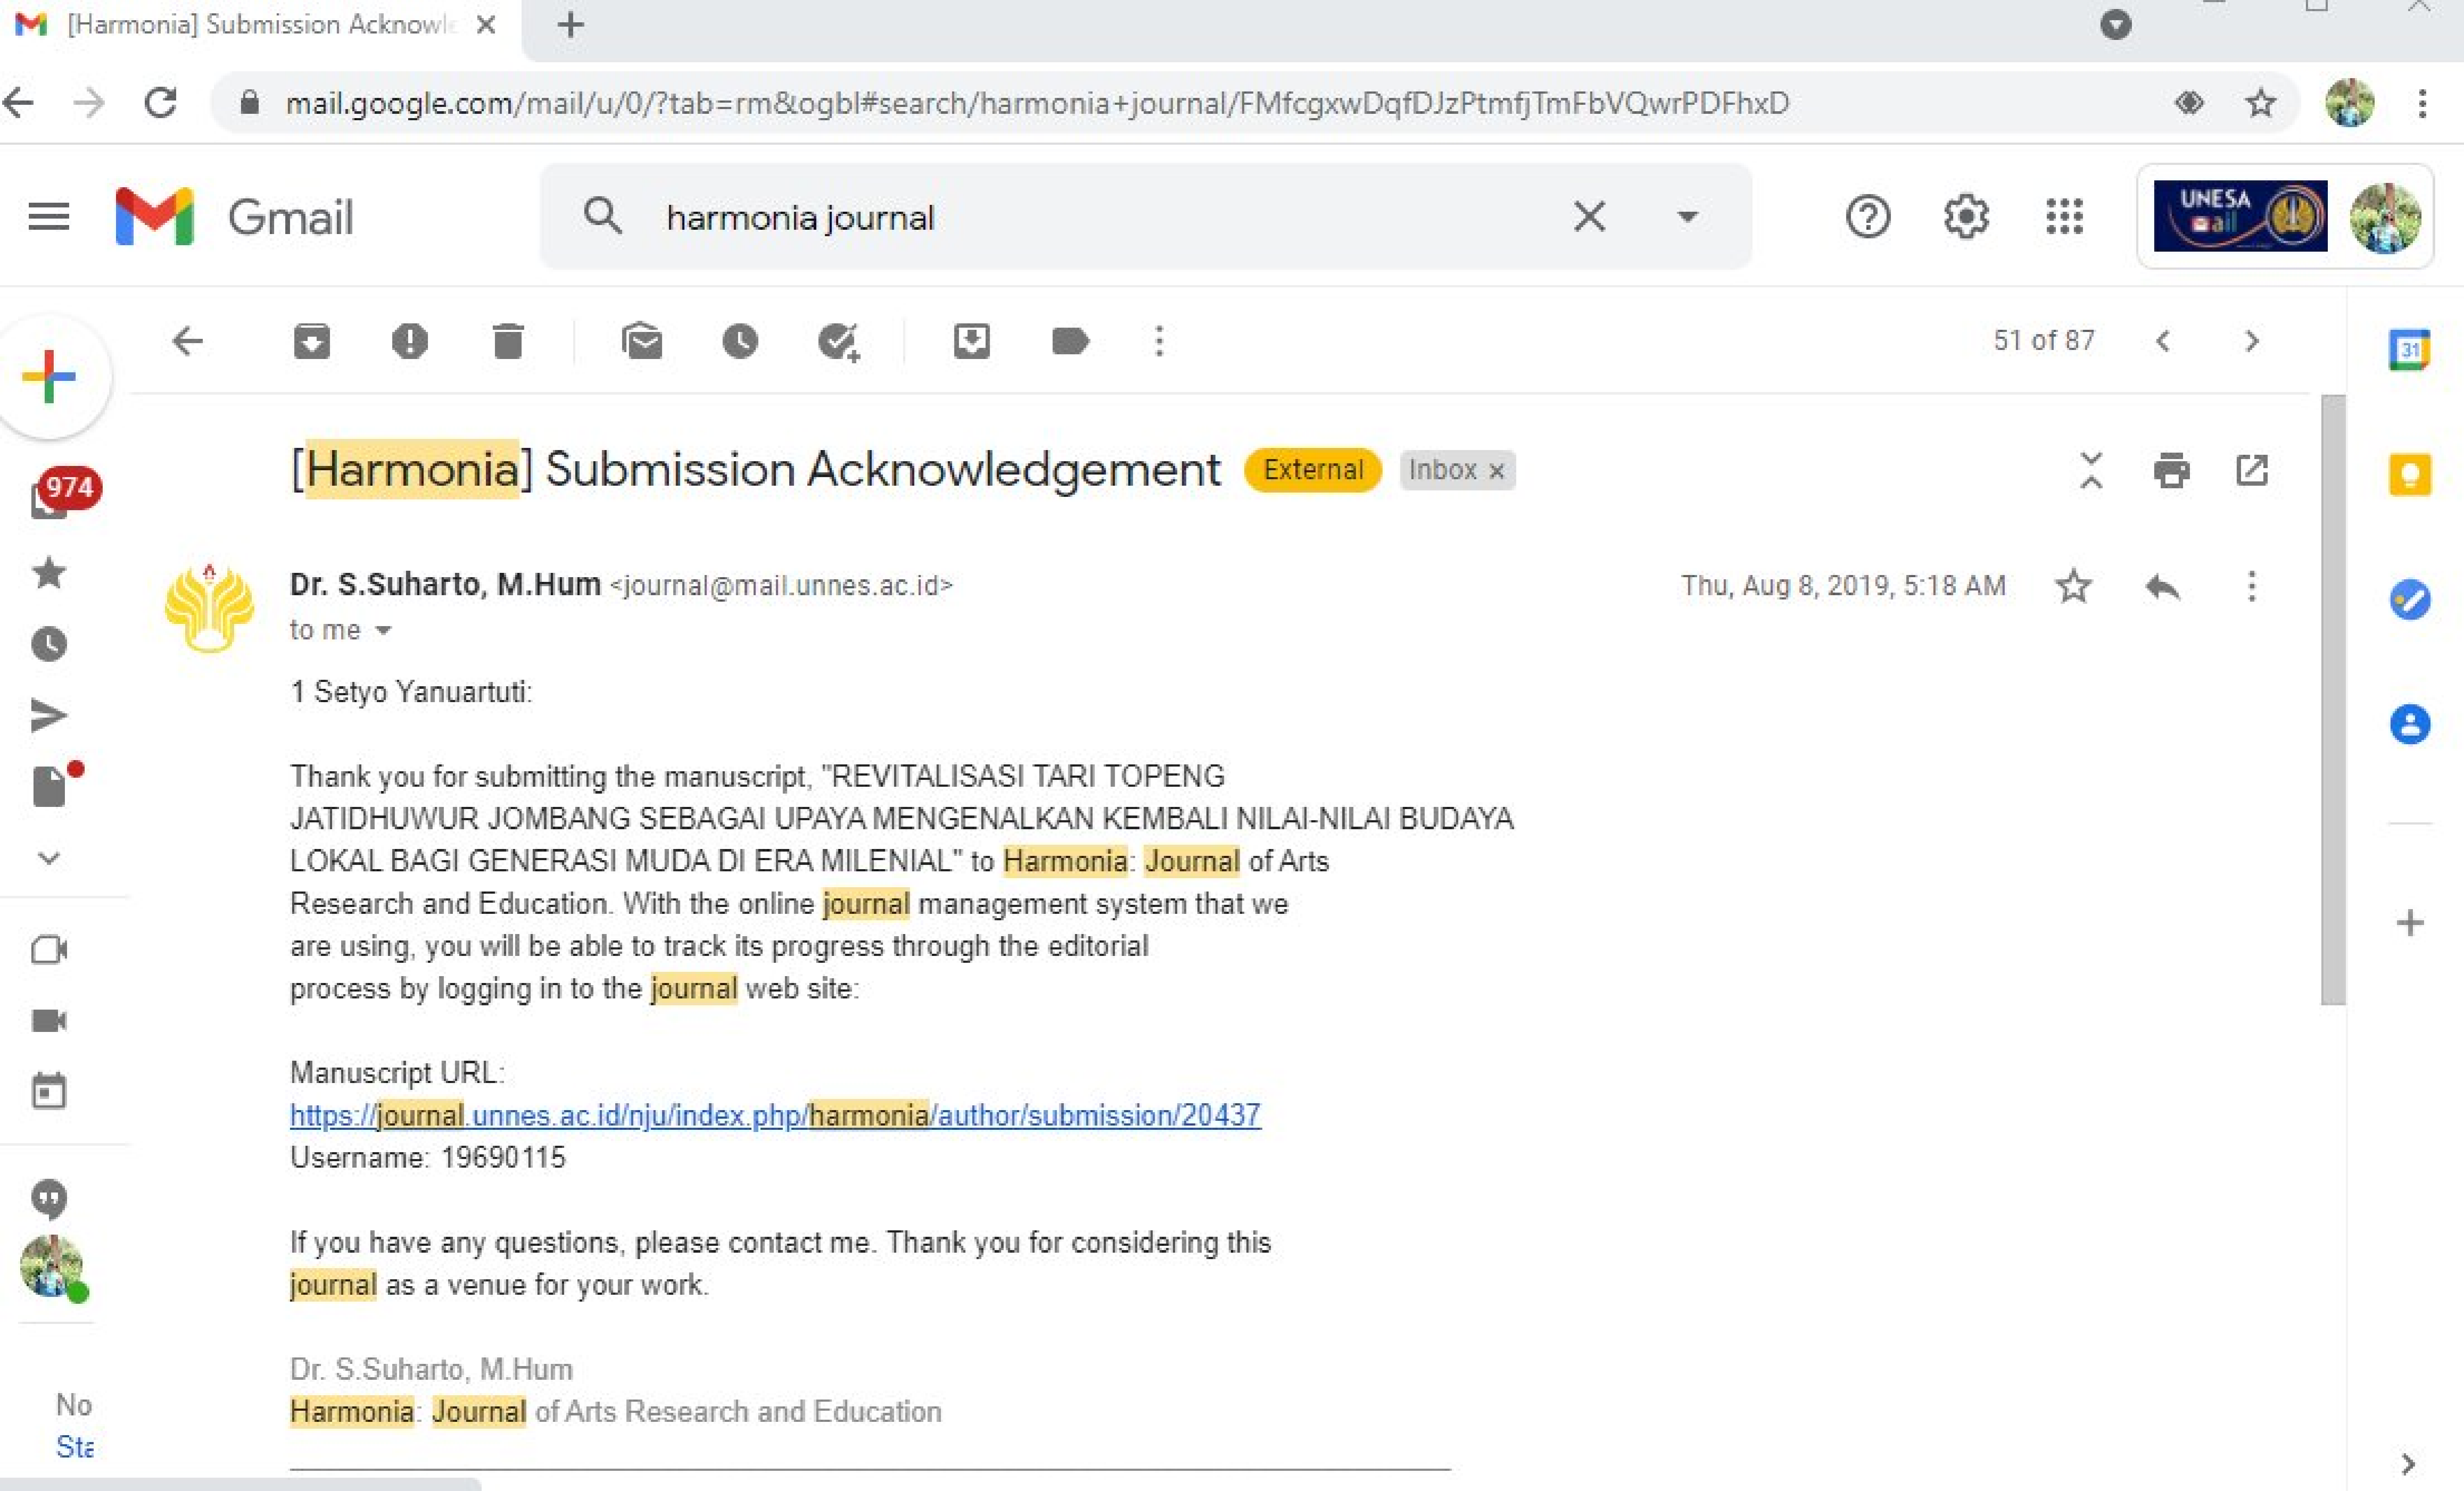 [Harmonia] Submission Acknowle
mail.google.com/mail/u/0/?tab=rm&ogbl#search/harmonia+journal/FMfcgxwDqfDJzPtmfjTmFbVQwrPDFhxD
Gmail
harmonia journal
UNESA
mail
51 of 87
31
[Harmonia] Submission Acknowledgement External Inbox x
974
Dr. S.Suharto, M.Hum <journal@mail.unnes.ac.id>
Thu, Aug 8, 2019, 5:18 AM
to me
1 Setyo Yanuartuti:
Thank you for submitting the manuscript, "REVITALISASI TARI TOPENG
JATIDHUWUR JOMBANG SEBAGAI UPAYA MENGENALKAN KEMBALI NILAI-NILAI BUDAYA
LOKAL BAGI GENERASI MUDA DI ERA MILENIAL" to Harmonia: Journal of Arts
Research and Education. With the online journal management system that we
are using, you will be able to track its progress through the editorial
process by logging in to the journal web site:
Manuscript URL:
https://journal.unnes.ac.id/nju/index.php/harmonia/author/submission/20437
Username: 19690115
If you have any questions, please contact me. Thank you for considering this
journal as a venue for your work.
Dr. S.Suharto, M.Hum
Harmonia: Journal of Arts Research and Education
No
Sta